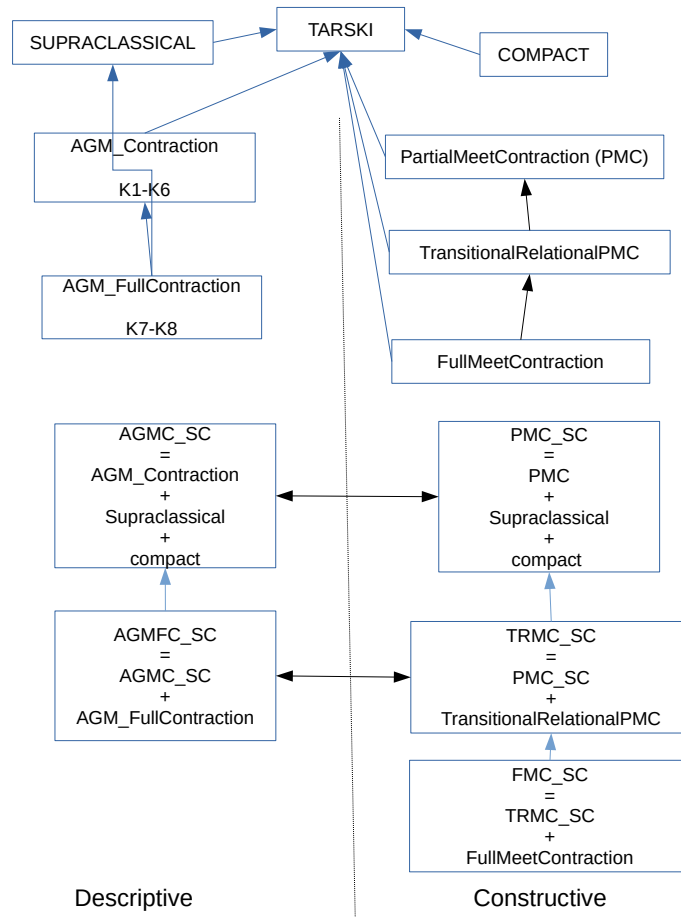 TARSKI
SUPRACLASSICAL
COMPACT
AGM_Contraction
K1-K6
PartialMeetContraction (PMC)
AGM_FullContraction
K7-K8
TransitionalRelationalPMC
FullMeetContraction
AGMC_SC
=
AGM_Contraction
+
Supraclassical
+
compact
PMC_SC
=
PMC
+
Supraclassical
+
compact
AGMFC_SC
=
AGMC_SC
+
AGM_FullContraction
TRMC_SC
=
PMC_SC
+
TransitionalRelationalPMC
FMC_SC
=
TRMC_SC
+
FullMeetContraction
Descriptive
Constructive